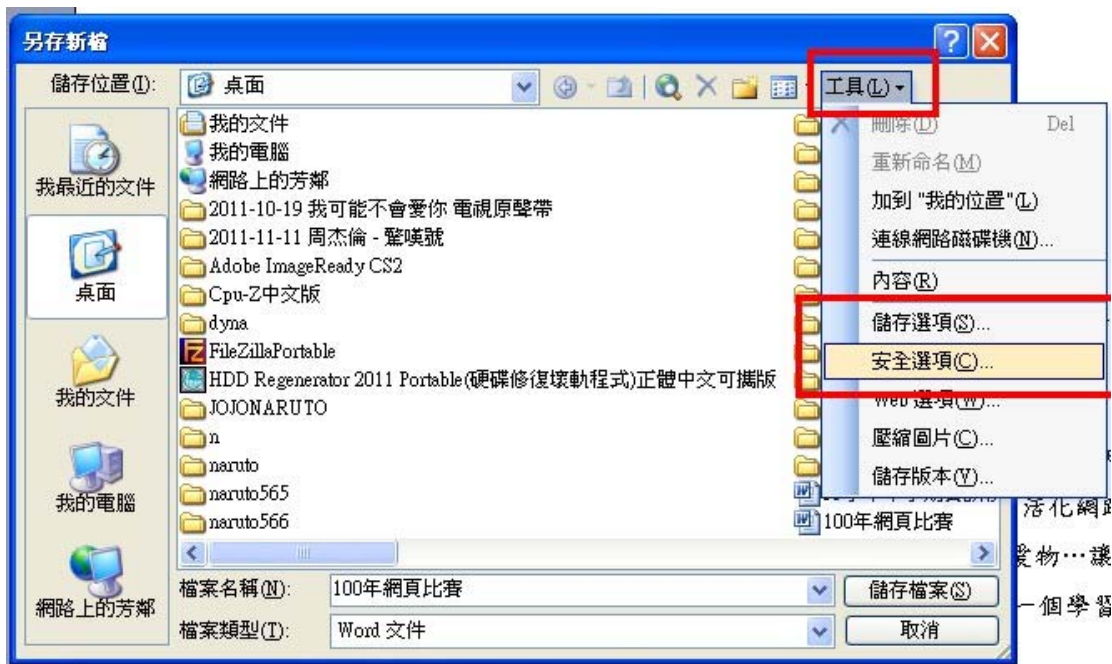 另存新檔
儲存位置(I):
桌面
工具(L)
我最近的文件
桌面
我的文件
我的電腦
網路上的芳鄰
我的文件
我的電腦
網路上的芳鄰
2011-10-19 我可能不會愛你 電視原聲帶
2011-11-11 周杰倫 - 驚嘆號
Adobe ImageReady CS2
Cpu-Z中文版
dyna
FileZillaPortable
HDD Regenerator 2011 Portable(硬碟修復壞軌程式)正體中文可攜版
JOJONARUTO
n
naruto
naruto565
naruto566
100年網頁比賽
刪除(D) Del
重新命名(M)
加到 "我的位置"(L)
連線網路磁碟機(N)...
內容(R)
儲存選項(S)...
安全選項(C)...
Web 選項(W)...
壓縮圖片(C)...
儲存版本(V)...
檔案名稱(N): 100年網頁比賽 儲存檔案(S)
檔案類型(T): Word 文件 取消
活化網
物…讓
一個學習